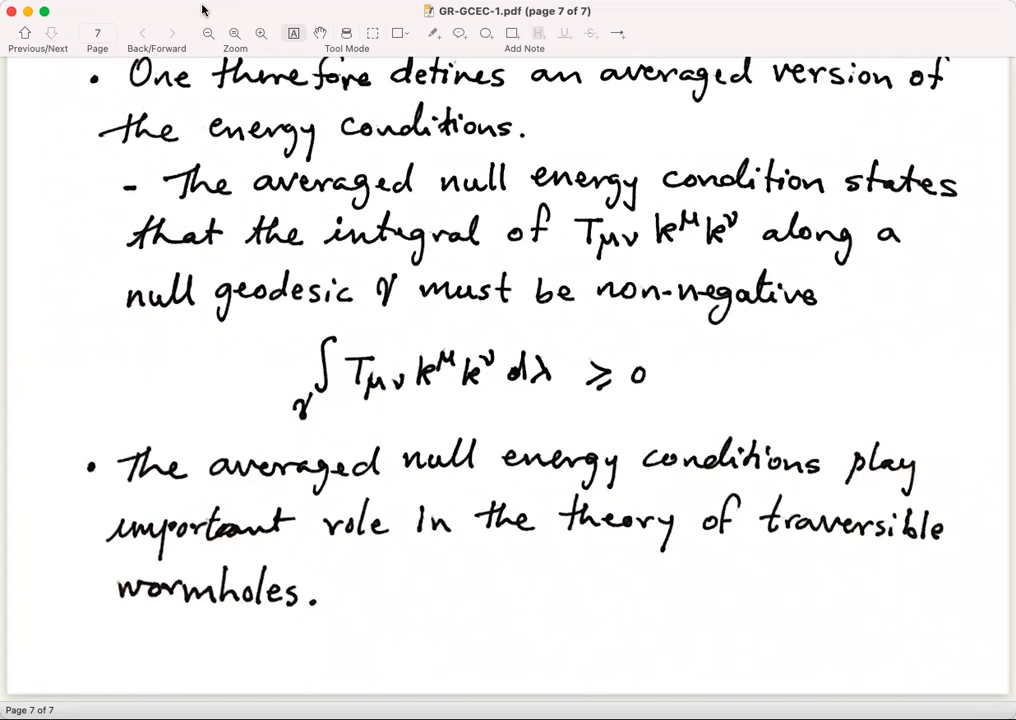 GR-GCEC-1.pdf (page 7 of 7)
7
A
H U S
Previous/Next Page Back/Forward Zoom Tool Mode Add Note
• One therefore defines an averaged version of
the energy conditions.
- The averaged null energy condition states
that the integral of Tμν k^μ k^ν along a
null geodesic γ must be non-negative
∫_γ Tμν k^μ k^ν dλ ⩾ 0
• The averaged null energy conditions play
important role in the theory of traversible
wormholes.
Page 7 of 7